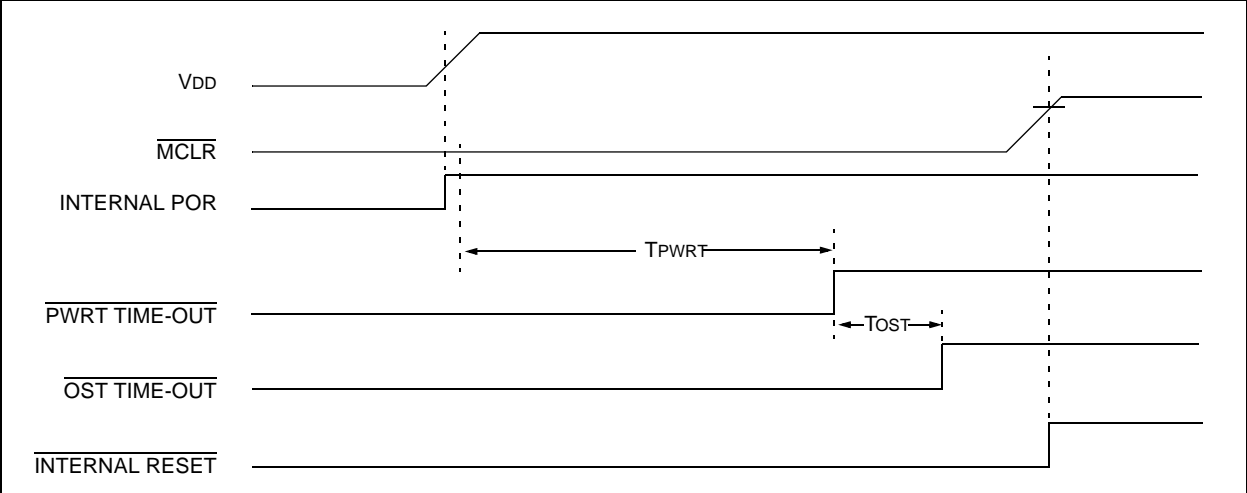 VDD
MCLR
INTERNAL POR
TPWRT
PWRT TIME-OUT
TOST
OST TIME-OUT
INTERNAL RESET